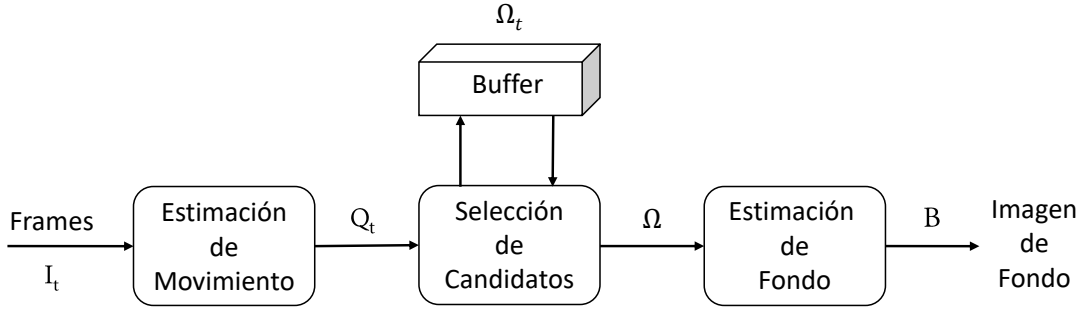 Ω_t
Buffer
Frames
I_t
Estimación
de
Movimiento
Q_t
Selección
de
Candidatos
Ω
Estimación
de
Fondo
B
Imagen
de
Fondo